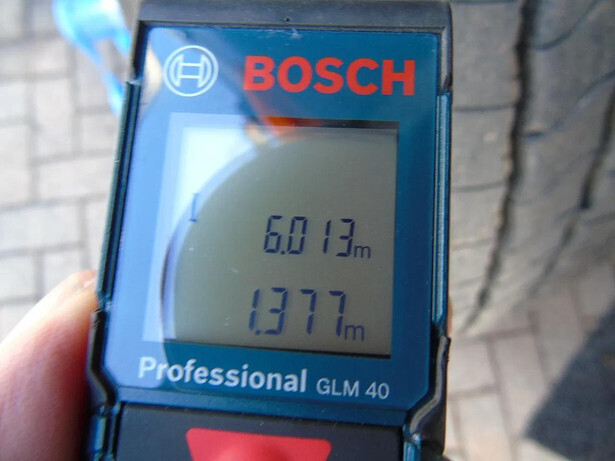 BOSCH
6.013m
1.377m
Professional GLM 40